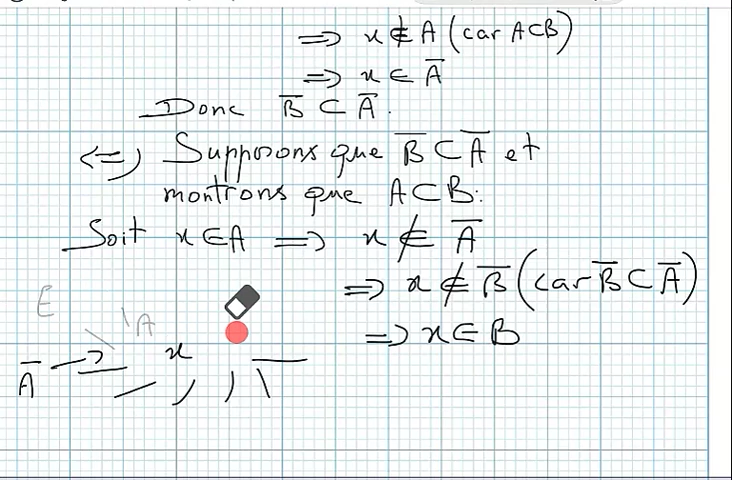 ⇒ x ∉ A (car A⊂B)
⇒ x ∈ A̅
Donc B̅ ⊂ A̅.
⇐) Supposons que B̅ ⊂ A̅ et
montrons que A⊂B:
Soit x∈A ⇒ x ∉ A̅
⇒ x ∉ B̅ (car B̅ ⊂ A̅)
⇒ x ∈ B
E
A
x
A̅